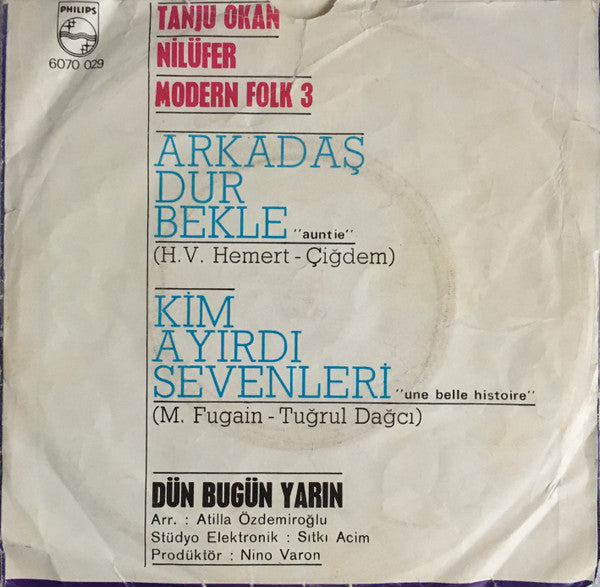 PHILIPS
6070 029
TANJU OKAN
NİLÜFER
MODERN FOLK 3
ARKADAŞ
DUR
BEKLE "auntie"
(H.V. Hemert - Çiğdem)
KİM
AYIRDI
SEVENLERİ "une belle histoire"
(M. Fugain - Tuğrul Dağcı)
DÜN BUGÜN YARIN
Arr. : Atilla Özdemiroğlu
Stüdyo Elektronik : Sıtkı Acim
Prodüktör : Nino Varon